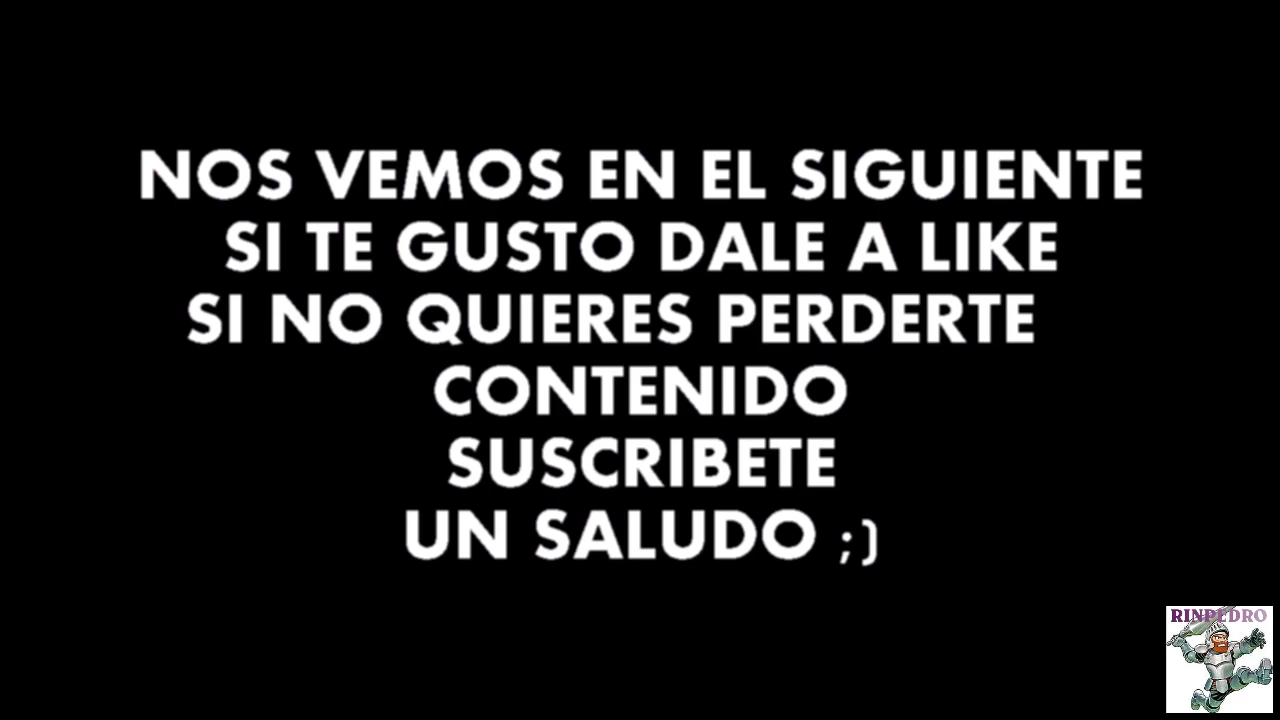 NOS VEMOS EN EL SIGUIENTE
SI TE GUSTO DALE A LIKE
SI NO QUIERES PERDERTE
CONTENIDO
SUSCRIBETE
UN SALUDO ;)
RINPEDRO